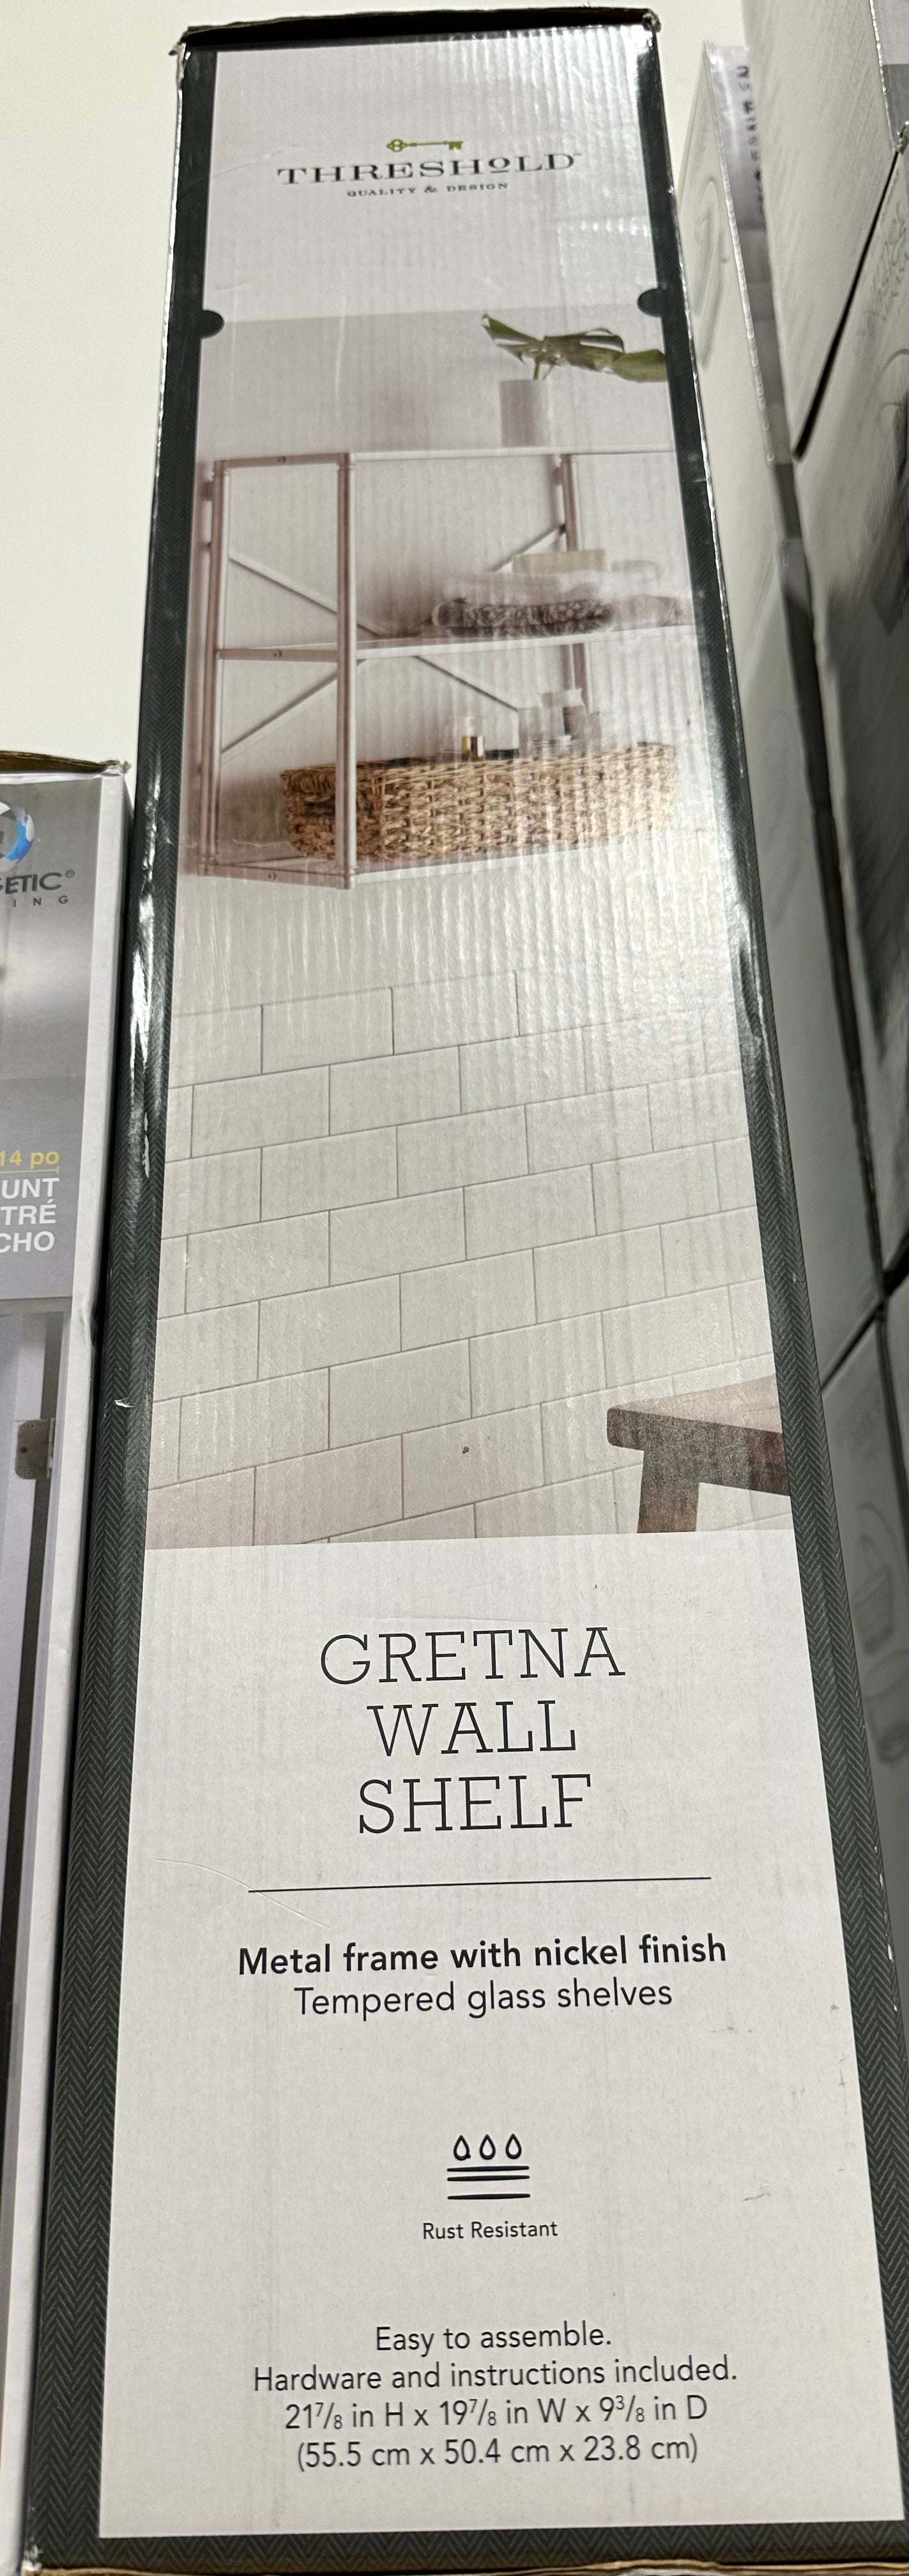 THRESHOLD™
QUALITY & DESIGN
GRETNA
WALL
SHELF
Metal frame with nickel finish
Tempered glass shelves
Rust Resistant
Easy to assemble.
Hardware and instructions included.
21⁷/₈ in H x 19⁷/₈ in W x 9³/₈ in D
(55.5 cm x 50.4 cm x 23.8 cm)
ETIC®
ING
14 po
UNT
TRÉ
CHO